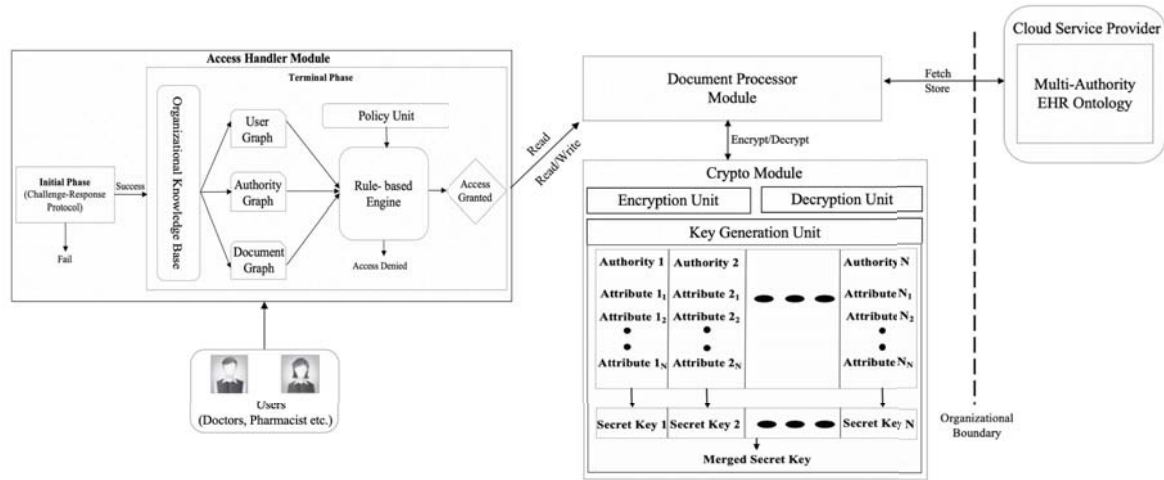 Access Handler Module
Terminal Phase
Organizational Knowledge Base
Initial Phase
(Challenge-Response
Protocol)
Success
Fail
User
Graph
Authority
Graph
Document
Graph
Policy Unit
Rule- based
Engine
Access Denied
Access
Granted
Users
(Doctors, Pharmacist etc.)
Read
Read/Write
Document Processor
Module
Encrypt/Decrypt
Fetch
Store
Cloud Service Provider
Multi-Authority
EHR Ontology
Crypto Module
Encryption Unit
Decryption Unit
Key Generation Unit
Authority 1 Authority 2 Authority N
Attribute 1₁ Attribute 2₁ Attribute N₁
Attribute 1₂ Attribute 2₂ Attribute N₂
Attribute 1ₙ Attribute 2ₙ Attribute Nₙ
Secret Key 1 Secret Key 2 Secret Key N
Merged Secret Key
Organizational
Boundary